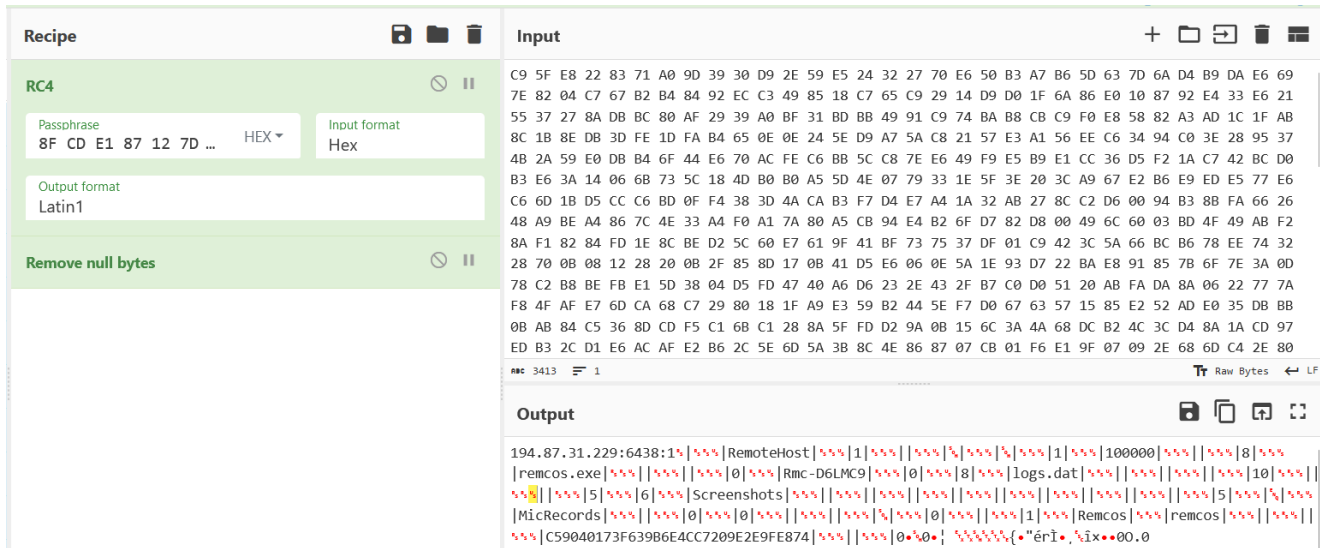 Recipe
RC4
Passphrase
8F CD E1 87 12 7D …
HEX
Input format
Hex
Output format
Latin1
Remove null bytes
Input
C9 5F E8 22 83 71 A0 9D 39 30 D9 2E 59 E5 24 32 27 70 E6 50 B3 A7 B6 5D 63 7D 6A D4 B9 DA E6 69
7E 82 04 C7 67 B2 B4 84 92 EC C3 49 85 18 C7 65 C9 29 14 D9 D0 1F 6A 86 E0 10 87 92 E4 33 E6 21
55 37 27 8A DB BC 80 AF 29 39 A0 BF 31 BD BB 49 91 C9 74 BA B8 CB C9 F0 E8 58 82 A3 AD 1C 1F AB
8C 1B 8E DB 3D FE 1D FA B4 65 0E 0E 24 5E D9 A7 5A C8 21 57 E3 A1 56 EE C6 34 94 C0 3E 28 95 37
4B 2A 59 E0 DB B4 6F 44 E6 70 AC FE C6 BB 5C C8 7E E6 49 F9 E5 B9 E1 CC 36 D5 F2 1A C7 42 BC D0
B3 E6 3A 14 06 6B 73 5C 18 4D B0 B0 A5 5D 4E 07 79 33 1E 5F 3E 20 3C A9 67 E2 B6 E9 ED E5 77 E6
C6 6D 1B D5 CC C6 BD 0F F4 38 3D 4A CA B3 F7 D4 E7 A4 1A 32 AB 27 8C C2 D6 00 94 B3 8B FA 66 26
48 A9 BE A4 86 7C 4E 33 A4 F0 A1 7A 80 A5 CB 94 E4 B2 6F D7 82 D8 00 49 6C 60 03 BD 4F 49 AB F2
8A F1 82 84 FD 1E 8C BE D2 5C 60 E7 61 9F 41 BF 73 75 37 DF 01 C9 42 3C 5A 66 BC B6 78 EE 74 32
28 70 0B 08 12 28 20 0B 2F 85 8D 17 0B 41 D5 E6 06 0E 5A 1E 93 D7 22 BA E8 91 85 7B 6F 7E 3A 0D
78 C2 B8 BE FB E1 5D 38 04 D5 FD 47 40 A6 D6 23 2E 43 2F B7 C0 D0 51 20 AB FA DA 8A 06 22 77 7A
F8 4F AF E7 6D CA 68 C7 29 80 18 1F A9 E3 59 B2 44 5E F7 D0 67 63 57 15 85 E2 52 AD E0 35 DB BB
0B AB 84 C5 36 8D CD F5 C1 6B C1 28 8A 5F FD D2 9A 0B 15 6C 3A 4A 68 DC B2 4C 3C D4 8A 1A CD 97
ED B3 2C D1 E6 AC AF E2 B6 2C 5E 6D 5A 3B 8C 4E 86 87 07 CB 01 F6 E1 9F 07 09 2E 68 6D C4 2E 80
ABC 3413 1
Tт Raw Bytes LF
Output
194.87.31.229:6438:1||RemoteHost||1||||||||||1||100000||||8||
|remcos.exe||||||0||Rmc-D6LMC9||0||8||logs.dat||||||||10||
||||5||6||Screenshots||||||||||||||||5||||
|MicRecords||||0||0||||||||0||||1||Remcos||remcos||||
|C59040173F639B6E4CC7209E2E9FE874||||0•0•¦ {•"érÌ•¸îx••0O.0